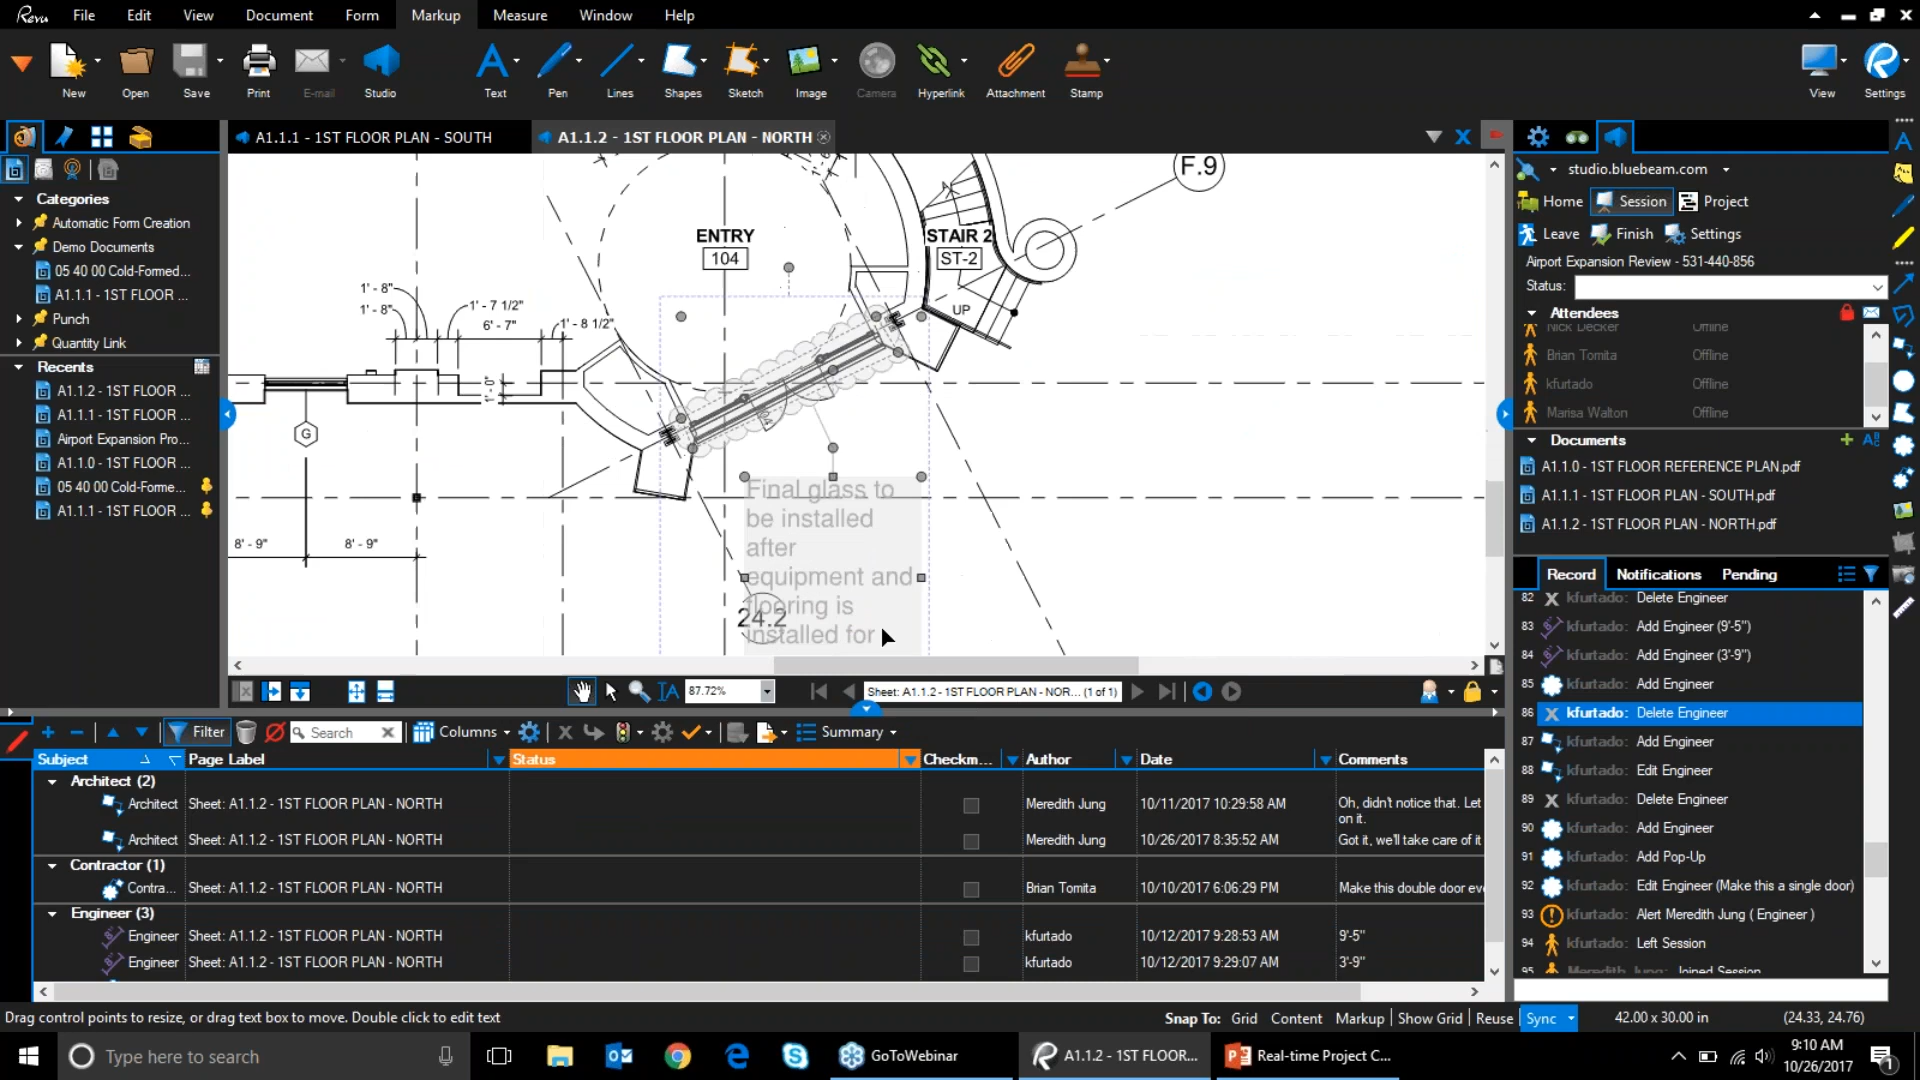 Revu File Edit View Document Form Markup Measure Window Help
New Open Save Print E-mail Studio Text Pen Lines Shapes Sketch Image Camera Hyperlink Attachment Stamp View Settings
A1.1.1 - 1ST FLOOR PLAN - SOUTH
A1.1.2 - 1ST FLOOR PLAN - NORTH
Categories
Automatic Form Creation
Demo Documents
05 40 00 Cold-Formed...
A1.1.1 - 1ST FLOOR ...
Punch
Quantity Link
Recents
A1.1.2 - 1ST FLOOR ...
A1.1.1 - 1ST FLOOR ...
Airport Expansion Pro...
A1.1.0 - 1ST FLOOR ...
05 40 00 Cold-Forme...
A1.1.1 - 1ST FLOOR ...
F.9
ENTRY
104
STAIR 2
ST-2
UP
1' - 8"
1' - 8"
1' - 7 1/2"
6' - 7"
1' - 8 1/2"
1' - 0"
G
8' - 9"
8' - 9"
24.2
Final glass to
be installed
after
equipment and
flooring is
installed for
87.72%
Sheet: A1.1.2 - 1ST FLOOR PLAN - NOR... (1 of 1)
studio.bluebeam.com
Home Session Project
Leave Finish Settings
Airport Expansion Review - 531-440-856
Status:
Attendees
Nick Decker Offline
Brian Tomita Offline
kfurtado Offline
Marisa Walton Offline
Documents
A1.1.0 - 1ST FLOOR REFERENCE PLAN.pdf
A1.1.1 - 1ST FLOOR PLAN - SOUTH.pdf
A1.1.2 - 1ST FLOOR PLAN - NORTH.pdf
Record Notifications Pending
82 kfurtado: Delete Engineer
83 kfurtado: Add Engineer (9'-5")
84 kfurtado: Add Engineer (3'-9")
85 kfurtado: Add Engineer
86 kfurtado: Delete Engineer
87 kfurtado: Add Engineer
88 kfurtado: Edit Engineer
89 kfurtado: Delete Engineer
90 kfurtado: Add Engineer
91 kfurtado: Add Pop-Up
92 kfurtado: Edit Engineer (Make this a single door)
93 kfurtado: Alert Meredith Jung ( Engineer )
94 kfurtado: Left Session
95 Meredith Jung: Joined Session
Filter Search Columns Summary
Subject Page Label Status Checkm... Author Date Comments
Architect (2)
Architect Sheet: A1.1.2 - 1ST FLOOR PLAN - NORTH Meredith Jung 10/11/2017 10:29:58 AM Oh, didn't notice that. Let
on it.
Architect Sheet: A1.1.2 - 1ST FLOOR PLAN - NORTH Meredith Jung 10/26/2017 8:35:52 AM Got it, we'll take care of it
Contractor (1)
Contra... Sheet: A1.1.2 - 1ST FLOOR PLAN - NORTH Brian Tomita 10/10/2017 6:06:29 PM Make this double door eve
Engineer (3)
Engineer Sheet: A1.1.2 - 1ST FLOOR PLAN - NORTH kfurtado 10/12/2017 9:28:53 AM 9'-5"
Engineer Sheet: A1.1.2 - 1ST FLOOR PLAN - NORTH kfurtado 10/12/2017 9:29:07 AM 3'-9"
Drag control points to resize, or drag text box to move. Double click to edit text
Snap To: Grid Content Markup Show Grid Reuse Sync 42.00 x 30.00 in (24.33, 24.76)
Type here to search
GoToWebinar
A1.1.2 - 1ST FLOOR...
Real-time Project C...
9:10 AM
10/26/2017
1